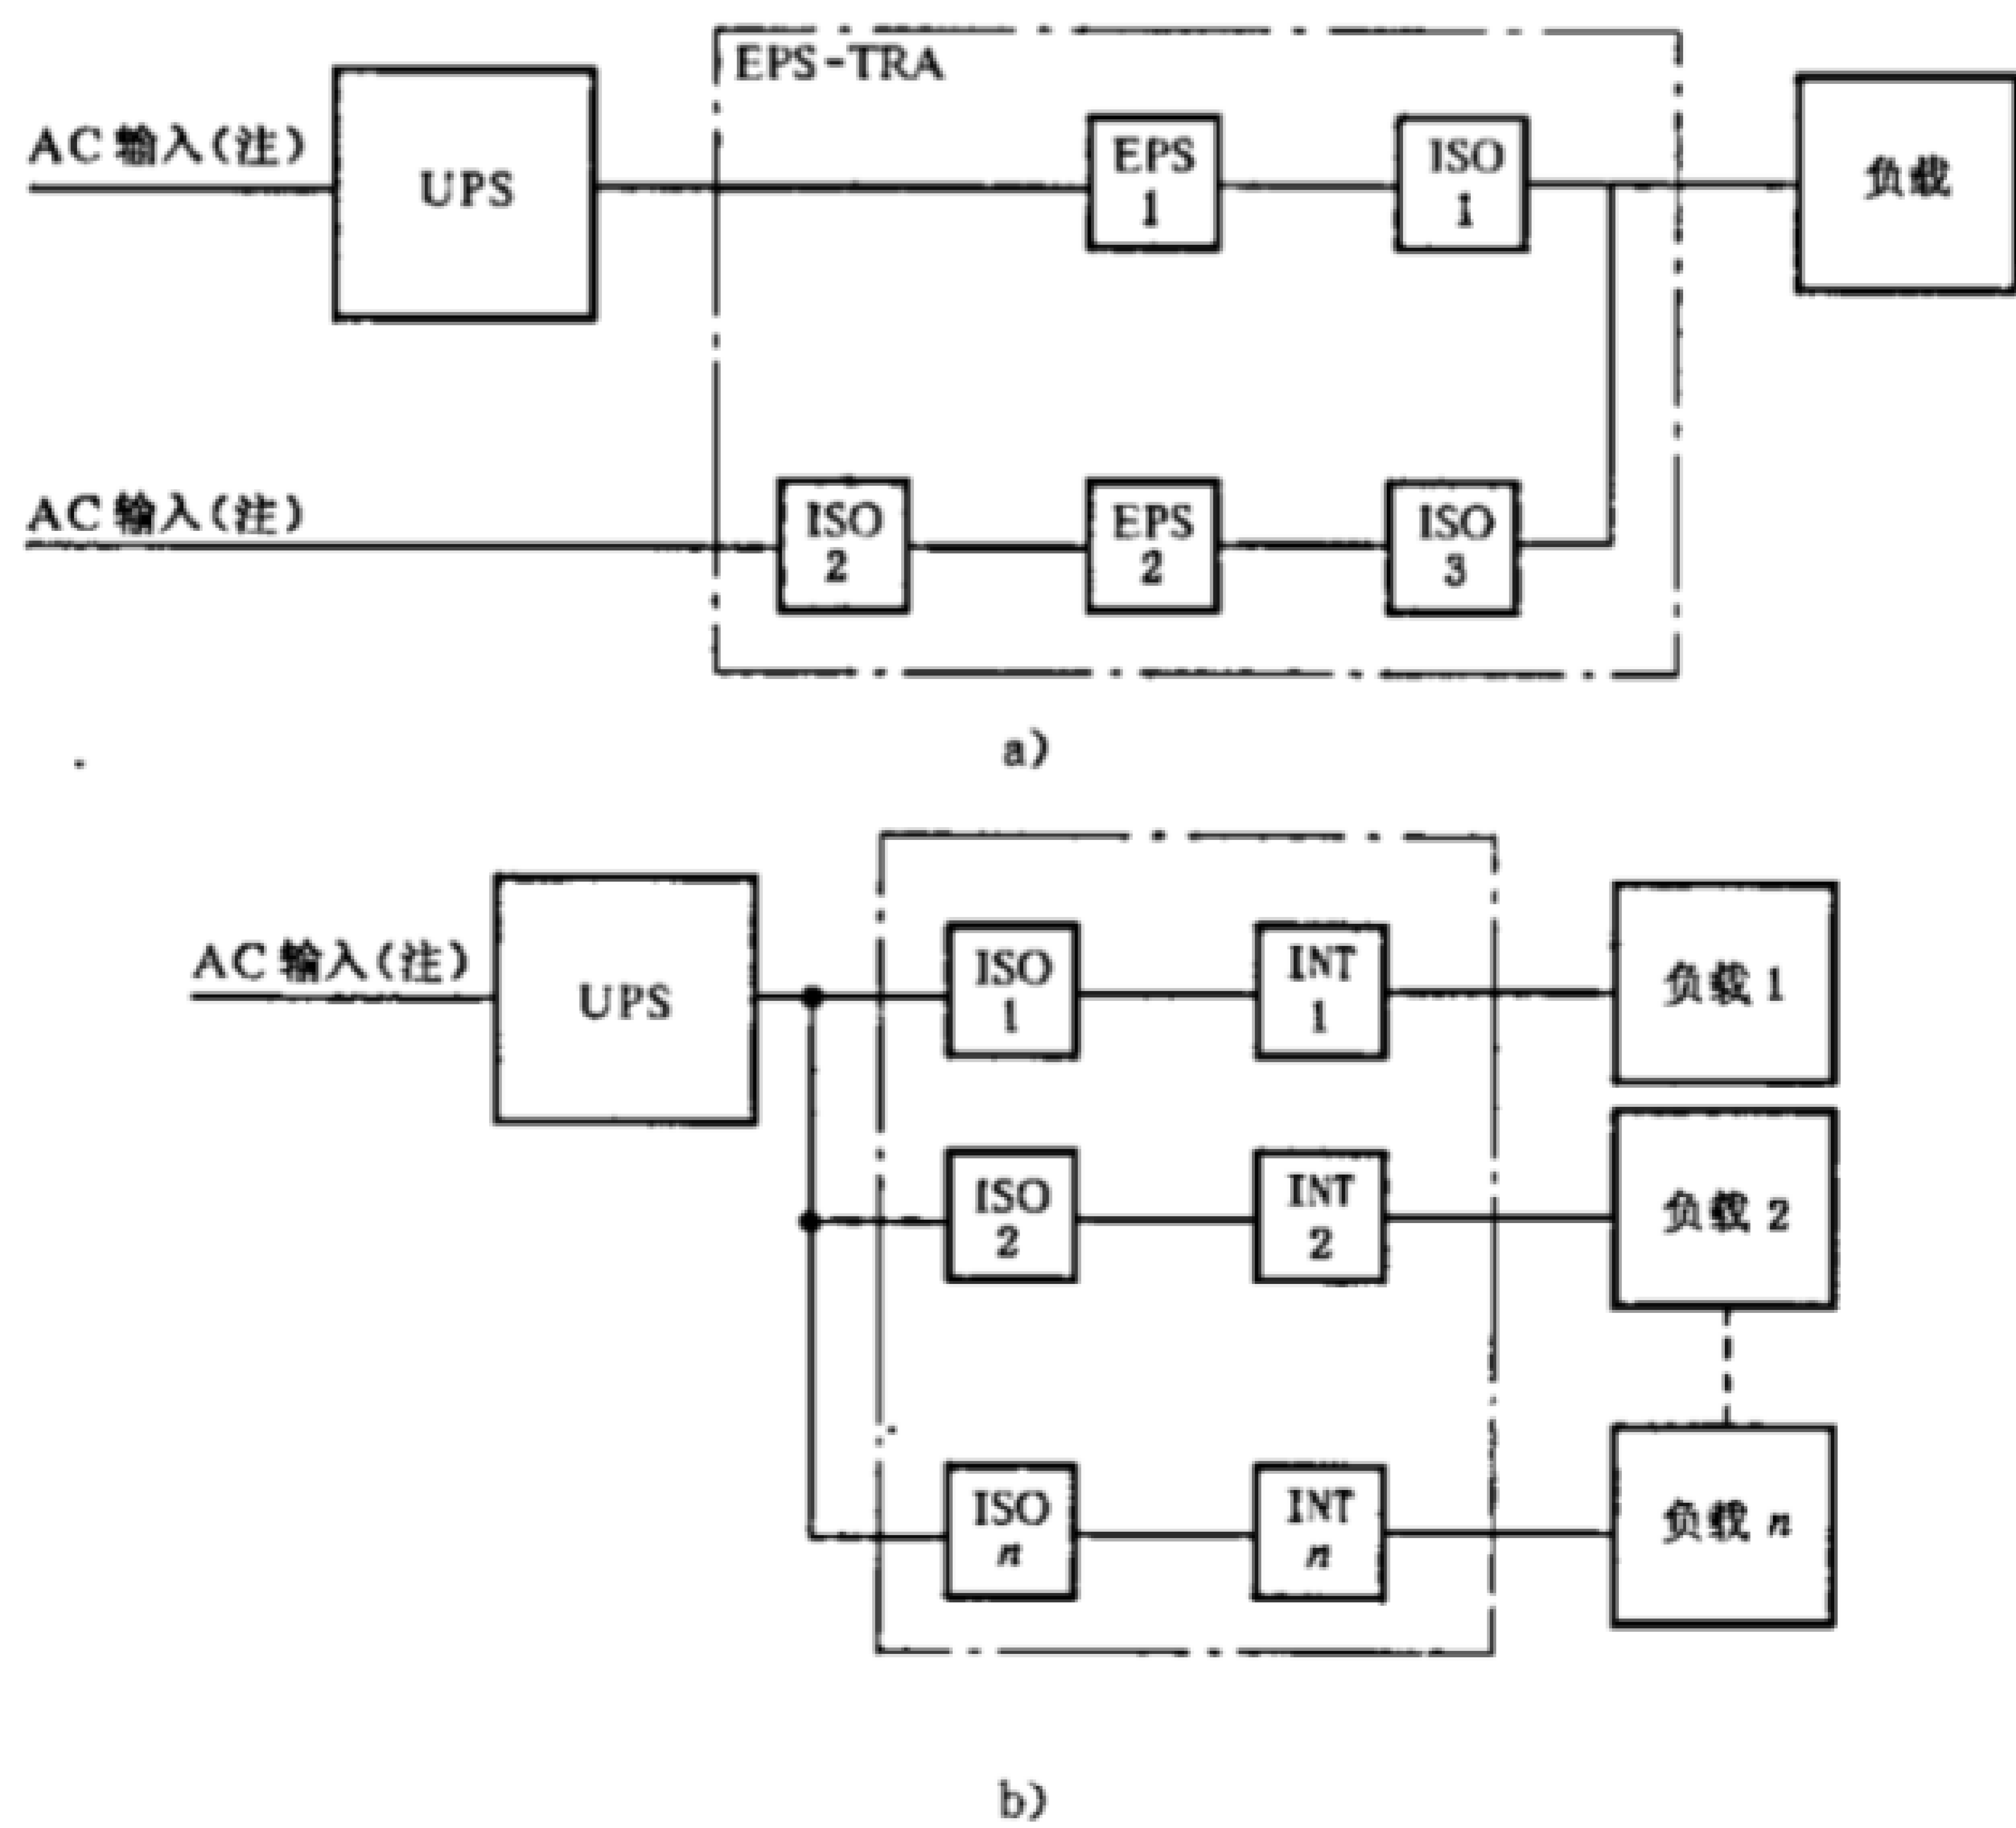 EPS-TRA
AC 输入(注)
UPS
EPS
1
ISO
1
负载
AC 输入(注)
ISO
2
EPS
2
ISO
3
a)
AC 输入(注)
UPS
ISO
1
INT
1
负载 1
ISO
2
INT
2
负载 2
ISO
n
INT
n
负载 n
b)